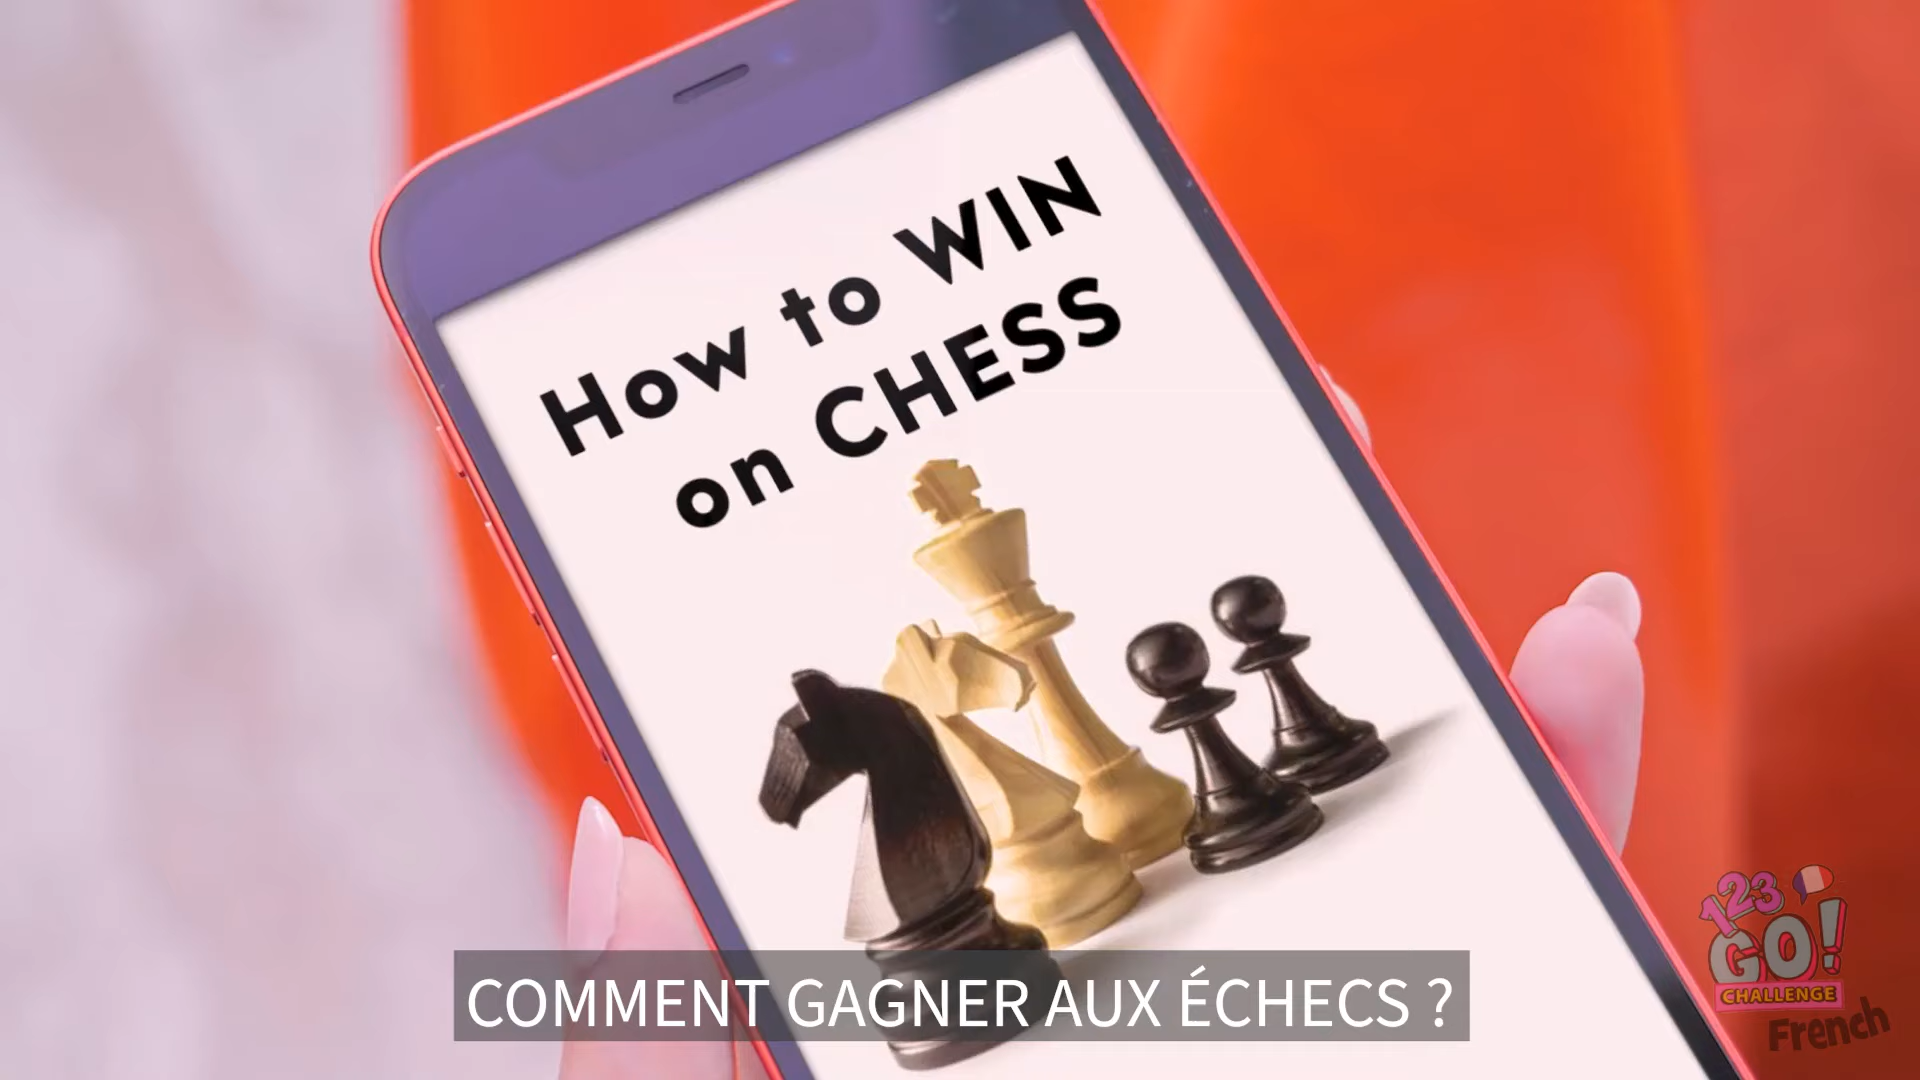 How to WIN
on CHESS
COMMENT GAGNER AUX ÉCHECS ?
123
GO!
CHALLENGE
French